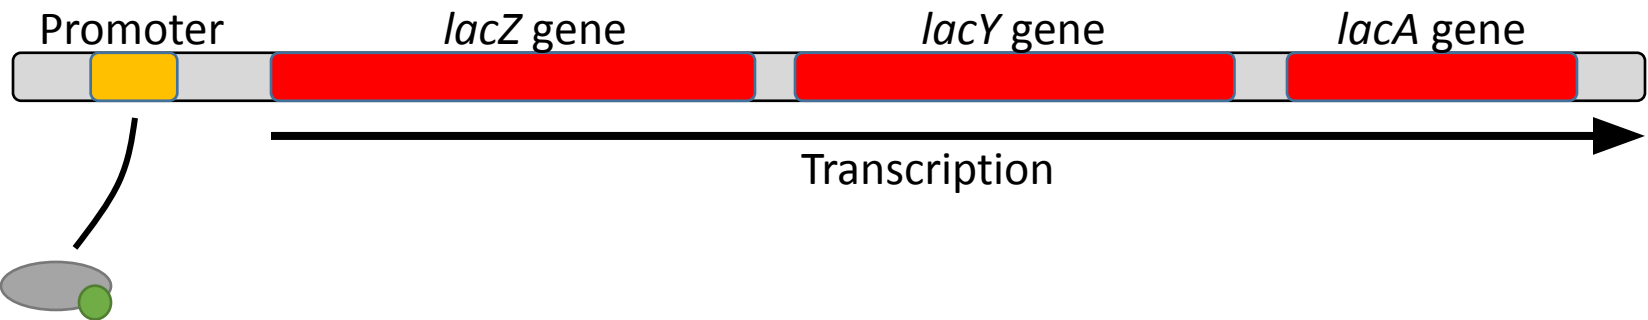 Promoter
lacZ gene
lacY gene
lacA gene
Transcription